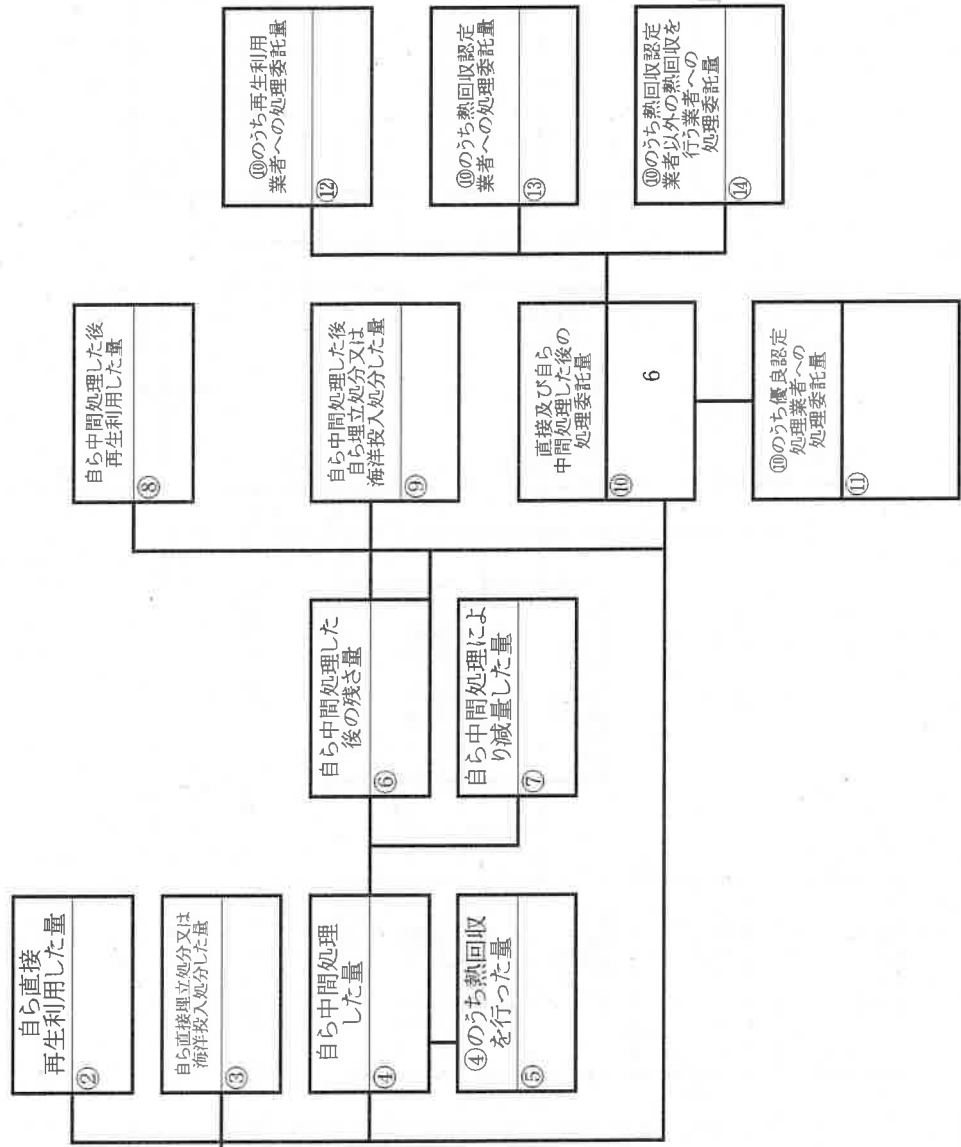 自ら直接
再生利用した量
②
自ら直接埋立処分又は
海洋投入処分した量
③
自ら中間処理
した量
④
④のうち熱回収
を行った量
⑤
自ら中間処理した
後の残さ量
⑥
自ら中間処理によ
り減量した量
⑦
自ら中間処理した後
再生利用した量
⑧
自ら中間処理した後
自ら埋立処分又は
海洋投入処分した量
⑨
直接及び自ら
中間処理した後の
処理委託量
⑩
6
⑩のうち優良認定
処理業者への
処理委託量
⑪
⑩のうち再生利用
業者への処理委託量
⑫
⑩のうち熱回収認定
業者への処理委託量
⑬
⑩のうち熱回収認定
業者以外の熱回収を
行う業者への
処理委託量
⑭